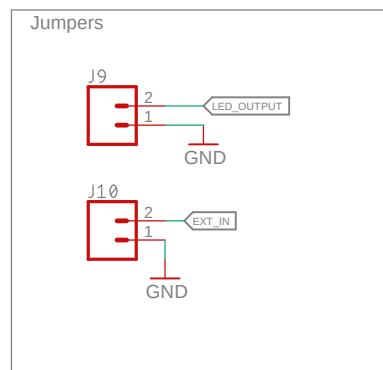 Jumpers
J9
2
LED_OUTPUT
1
GND
J10
2
EXT_IN
1
GND